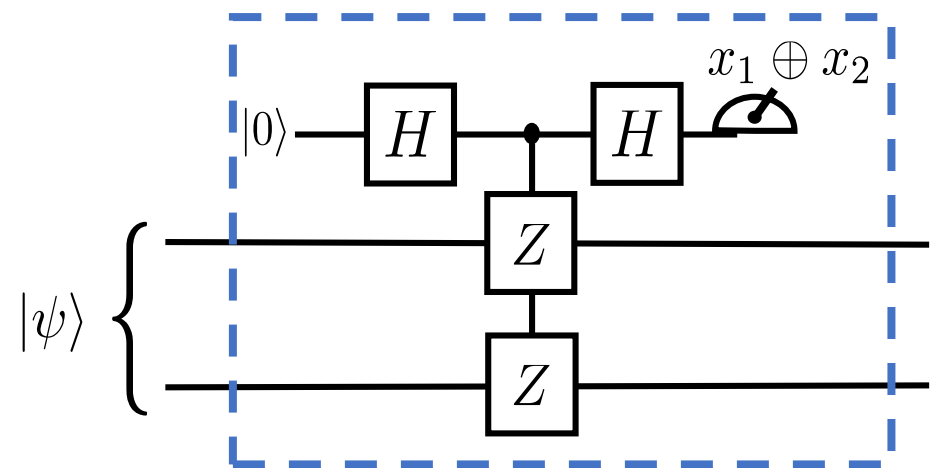 x₁ ⊕ x₂
|0⟩ H H
Z
|ψ⟩
Z